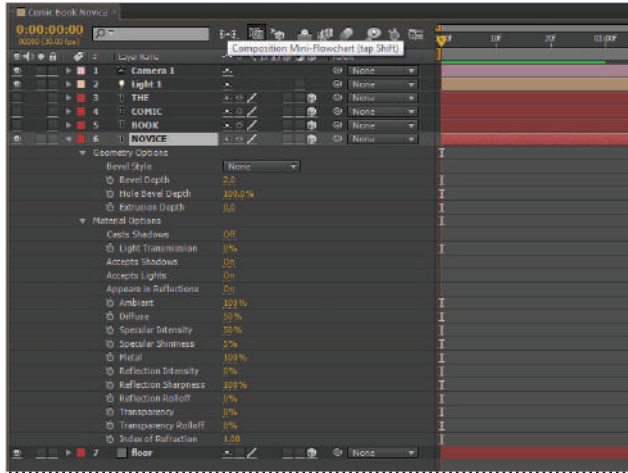 Comic Book Novice
0:00:00:00
00000 (30.00 fps)
Composition Mini-Flowchart (tap Shift)
10F 20F 01:00F
# Layer Name
1 Camera 1 None
2 Light 1 None
3 T THE None
4 T COMIC None
5 T BOOK None
6 T NOVICE None
Geometry Options
Bevel Style None
Bevel Depth 2.0
Hole Bevel Depth 100.0%
Extrusion Depth 0.0
Material Options
Casts Shadows Off
Light Transmission 0%
Accepts Shadows On
Accepts Lights On
Appears in Reflections On
Ambient 100%
Diffuse 50%
Specular Intensity 50%
Specular Shininess 5%
Metal 100%
Reflection Intensity 0%
Reflection Sharpness 100%
Reflection Rolloff 0%
Transparency 0%
Transparency Rolloff 0%
Index of Refraction 1.00
7 floor None